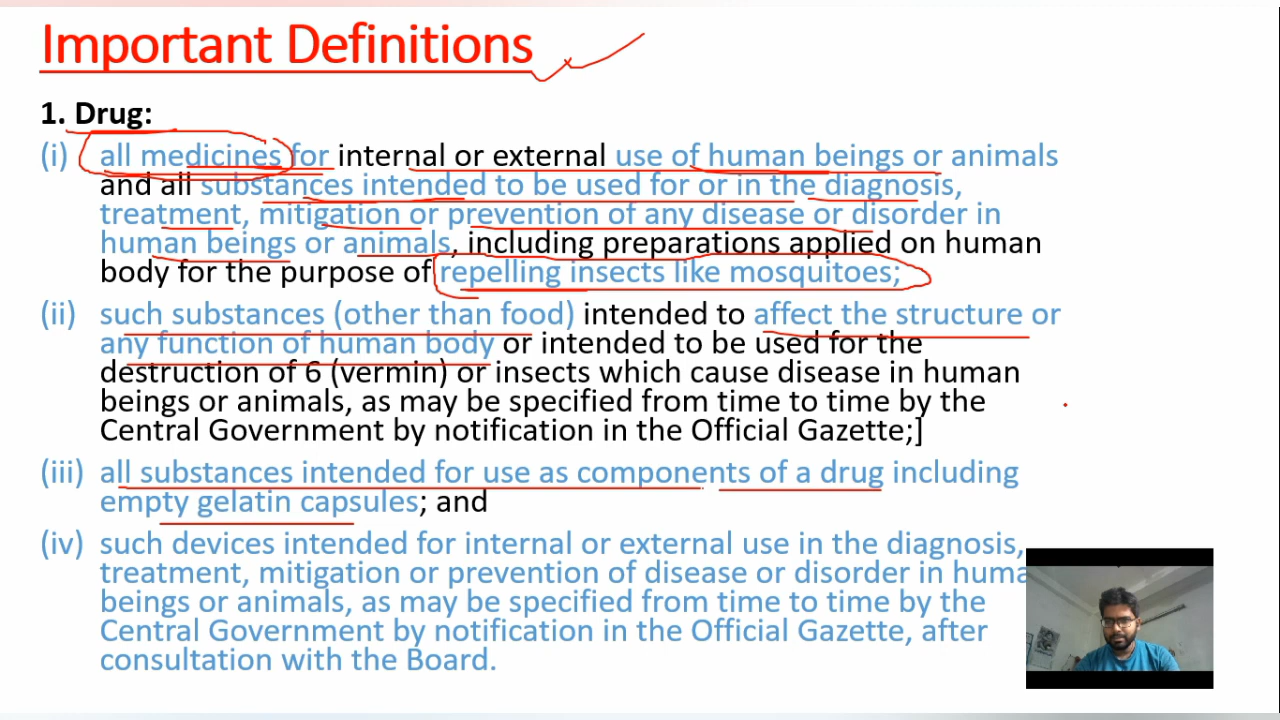 Important Definitions
1. Drug:
(i) all medicines for internal or external use of human beings or animals
and all substances intended to be used for or in the diagnosis,
treatment, mitigation or prevention of any disease or disorder in
human beings or animals, including preparations applied on human
body for the purpose of repelling insects like mosquitoes;
(ii) such substances (other than food) intended to affect the structure or
any function of human body or intended to be used for the
destruction of 6 (vermin) or insects which cause disease in human
beings or animals, as may be specified from time to time by the
Central Government by notification in the Official Gazette;]
(iii) all substances intended for use as components of a drug including
empty gelatin capsules; and
(iv) such devices intended for internal or external use in the diagnosis,
treatment, mitigation or prevention of disease or disorder in huma
beings or animals, as may be specified from time to time by the
Central Government by notification in the Official Gazette, after
consultation with the Board.